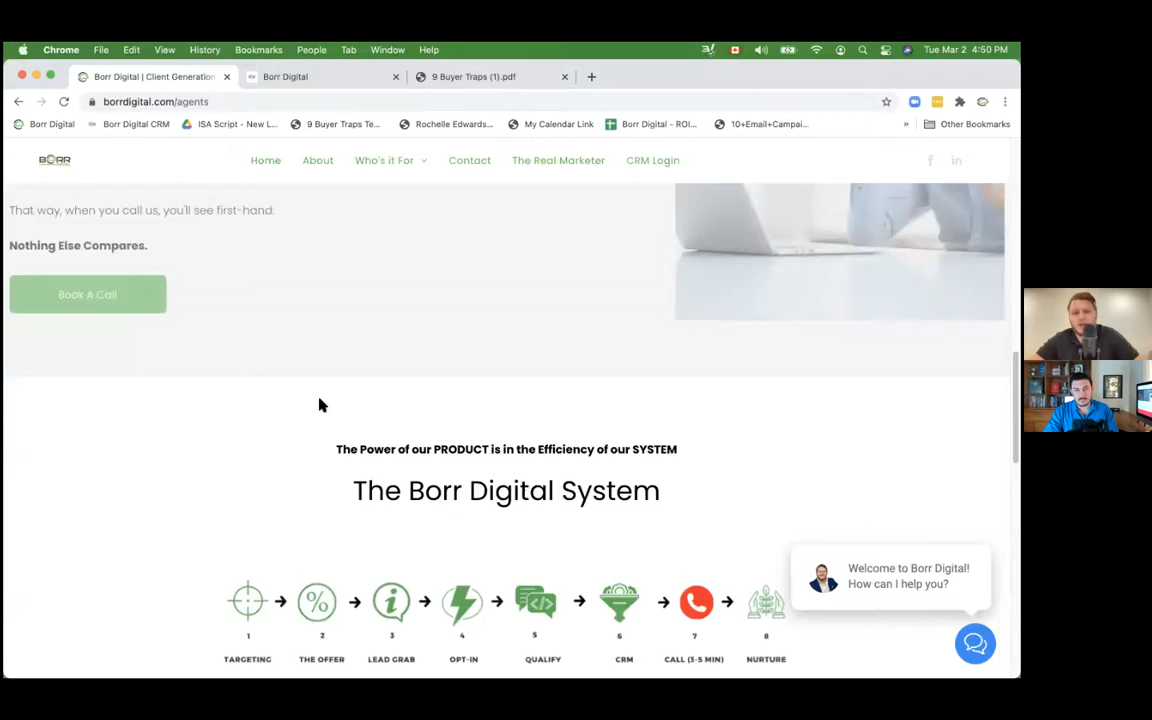 Chrome File Edit View History Bookmarks People Tab Window Help Tue Mar 2 4:50 PM
Borr Digital | Client Generation Borr Digital 9 Buyer Traps (1).pdf
borrdigital.com/agents
Borr Digital Borr Digital CRM ISA Script - New L... 9 Buyer Traps Te... Rochelle Edwards... My Calendar Link Borr Digital - ROI... 10+Email+Campai... » Other Bookmarks
BORR Home About Who's it For Contact The Real Marketer CRM Login
That way, when you call us, you'll see first-hand:
Nothing Else Compares.
Book A Call
The Power of our PRODUCT is in the Efficiency of our SYSTEM
The Borr Digital System
Welcome to Borr Digital!
How can I help you?
1 2 3 4 5 6 7 8
TARGETING THE OFFER LEAD GRAB OPT-IN QUALIFY CRM CALL (3-5 MIN) NURTURE